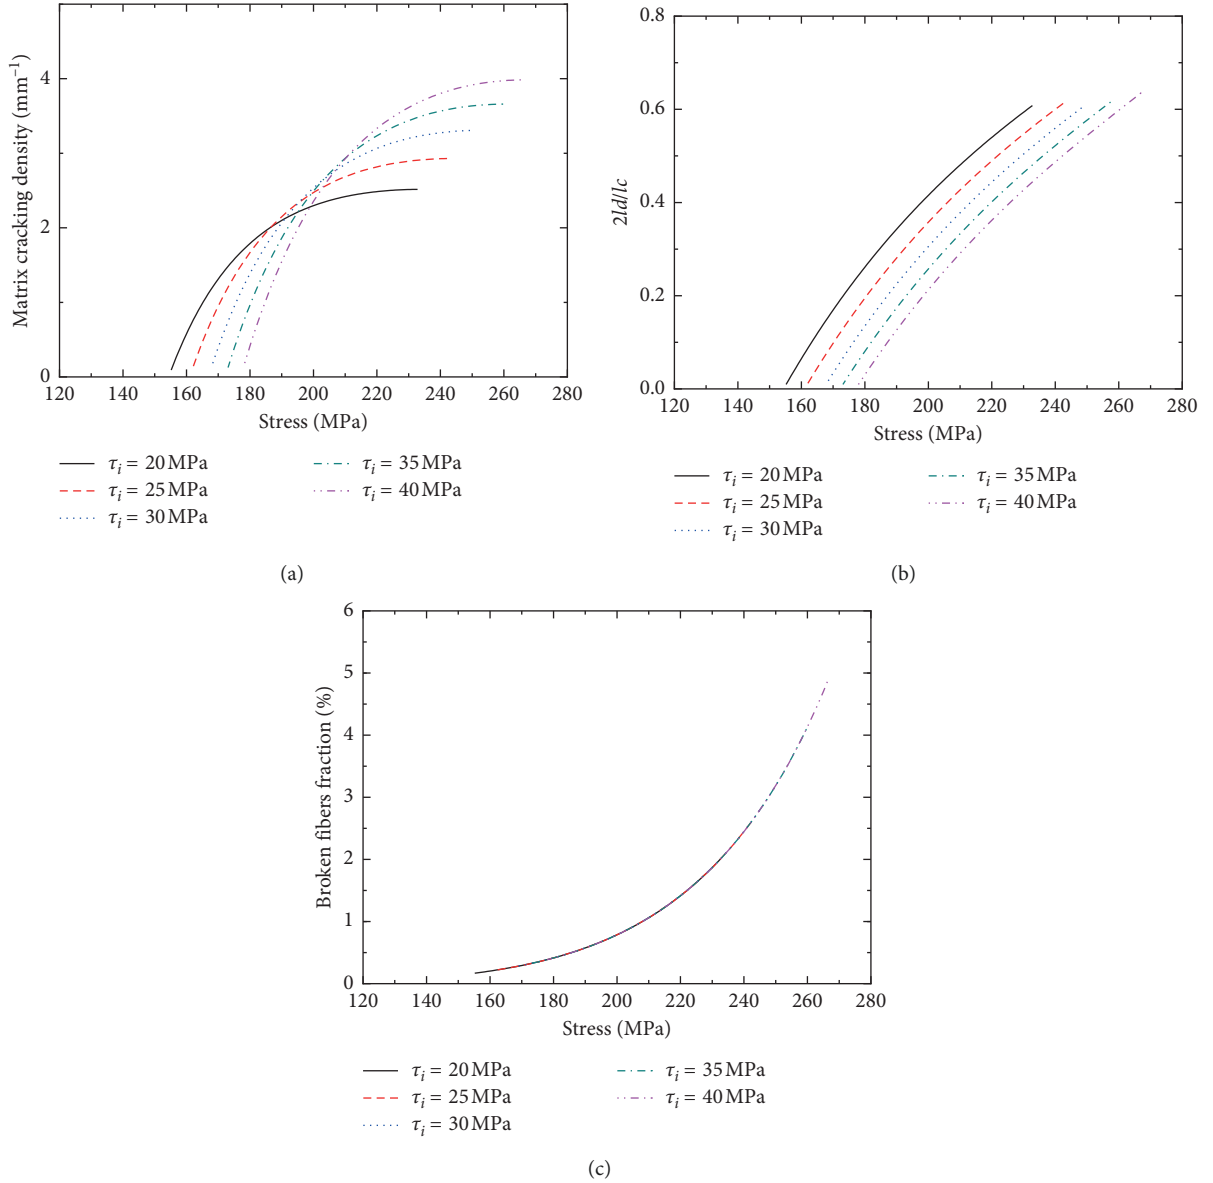 Matrix cracking density (mm⁻¹)
4
2
0
120 140 160 180 200 220 240 260 280
Stress (MPa)
τᵢ = 20 MPa
τᵢ = 25 MPa
τᵢ = 30 MPa
τᵢ = 35 MPa
τᵢ = 40 MPa
(a)
2ld/lc
0.8
0.6
0.4
0.2
0.0
120 140 160 180 200 220 240 260 280
Stress (MPa)
τᵢ = 20 MPa
τᵢ = 25 MPa
τᵢ = 30 MPa
τᵢ = 35 MPa
τᵢ = 40 MPa
(b)
Broken fibers fraction (%)
6
5
4
3
2
1
0
120 140 160 180 200 220 240 260 280
Stress (MPa)
τᵢ = 20 MPa
τᵢ = 25 MPa
τᵢ = 30 MPa
τᵢ = 35 MPa
τᵢ = 40 MPa
(c)